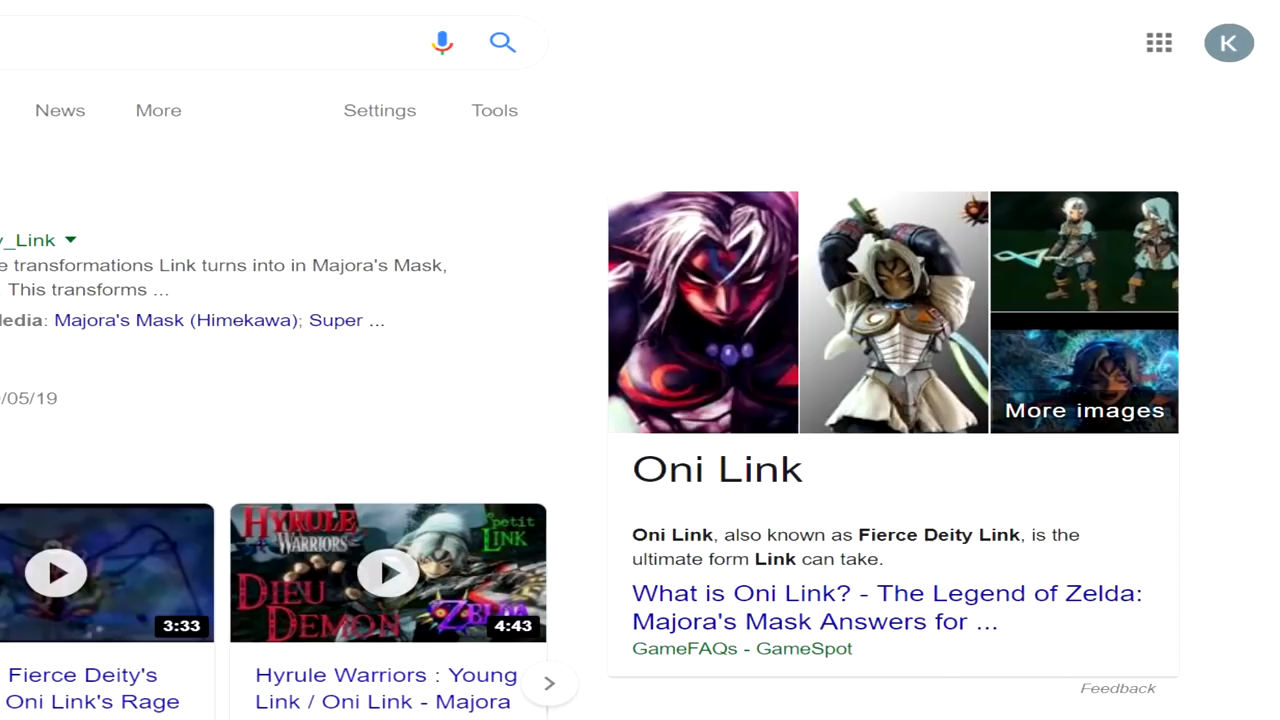 K
News More Settings Tools
y_Link
e transformations Link turns into in Majora's Mask,
. This transforms ...
edia: Majora's Mask (Himekawa); Super ...
/05/19
More images
Oni Link
Oni Link, also known as Fierce Deity Link, is the
ultimate form Link can take.
What is Oni Link? - The Legend of Zelda:
Majora's Mask Answers for ...
GameFAQs - GameSpot
Feedback
3:33
Fierce Deity's
Oni Link's Rage
HYRULE
WARRIORS
Spetit
LINK
DIEU
DEMON
ZELDA
4:43
Hyrule Warriors : Young
Link / Oni Link - Majora